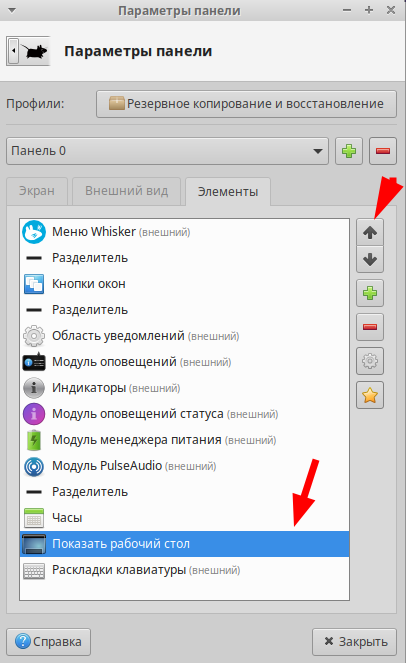 Параметры панели
Параметры панели
Профили: Резервное копирование и восстановление
Панель 0
Экран Внешний вид Элементы
Меню Whisker (внешний)
Разделитель
Кнопки окон
Разделитель
Область уведомлений (внешний)
Модуль оповещений (внешний)
Индикаторы (внешний)
Модуль оповещений статуса (внешний)
Модуль менеджера питания (внешний)
Модуль PulseAudio (внешний)
Разделитель
Часы
Показать рабочий стол
Раскладки клавиатуры (внешний)
Справка Закрыть